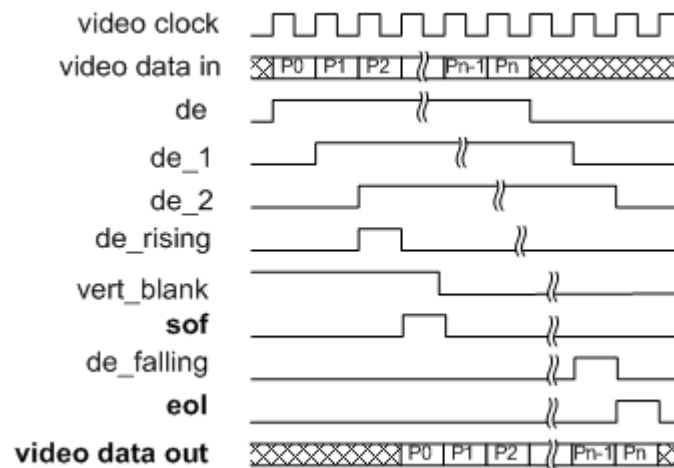 video clock
video data in P0 P1 P2 Pn-1 Pn
de
de_1
de_2
de_rising
vert_blank
sof
de_falling
eol
video data out P0 P1 P2 Pn-1 Pn